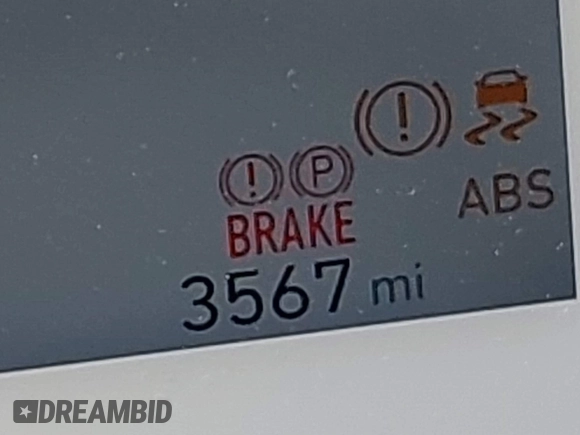 ABS
P
BRAKE
3567 mi
DREAMBID